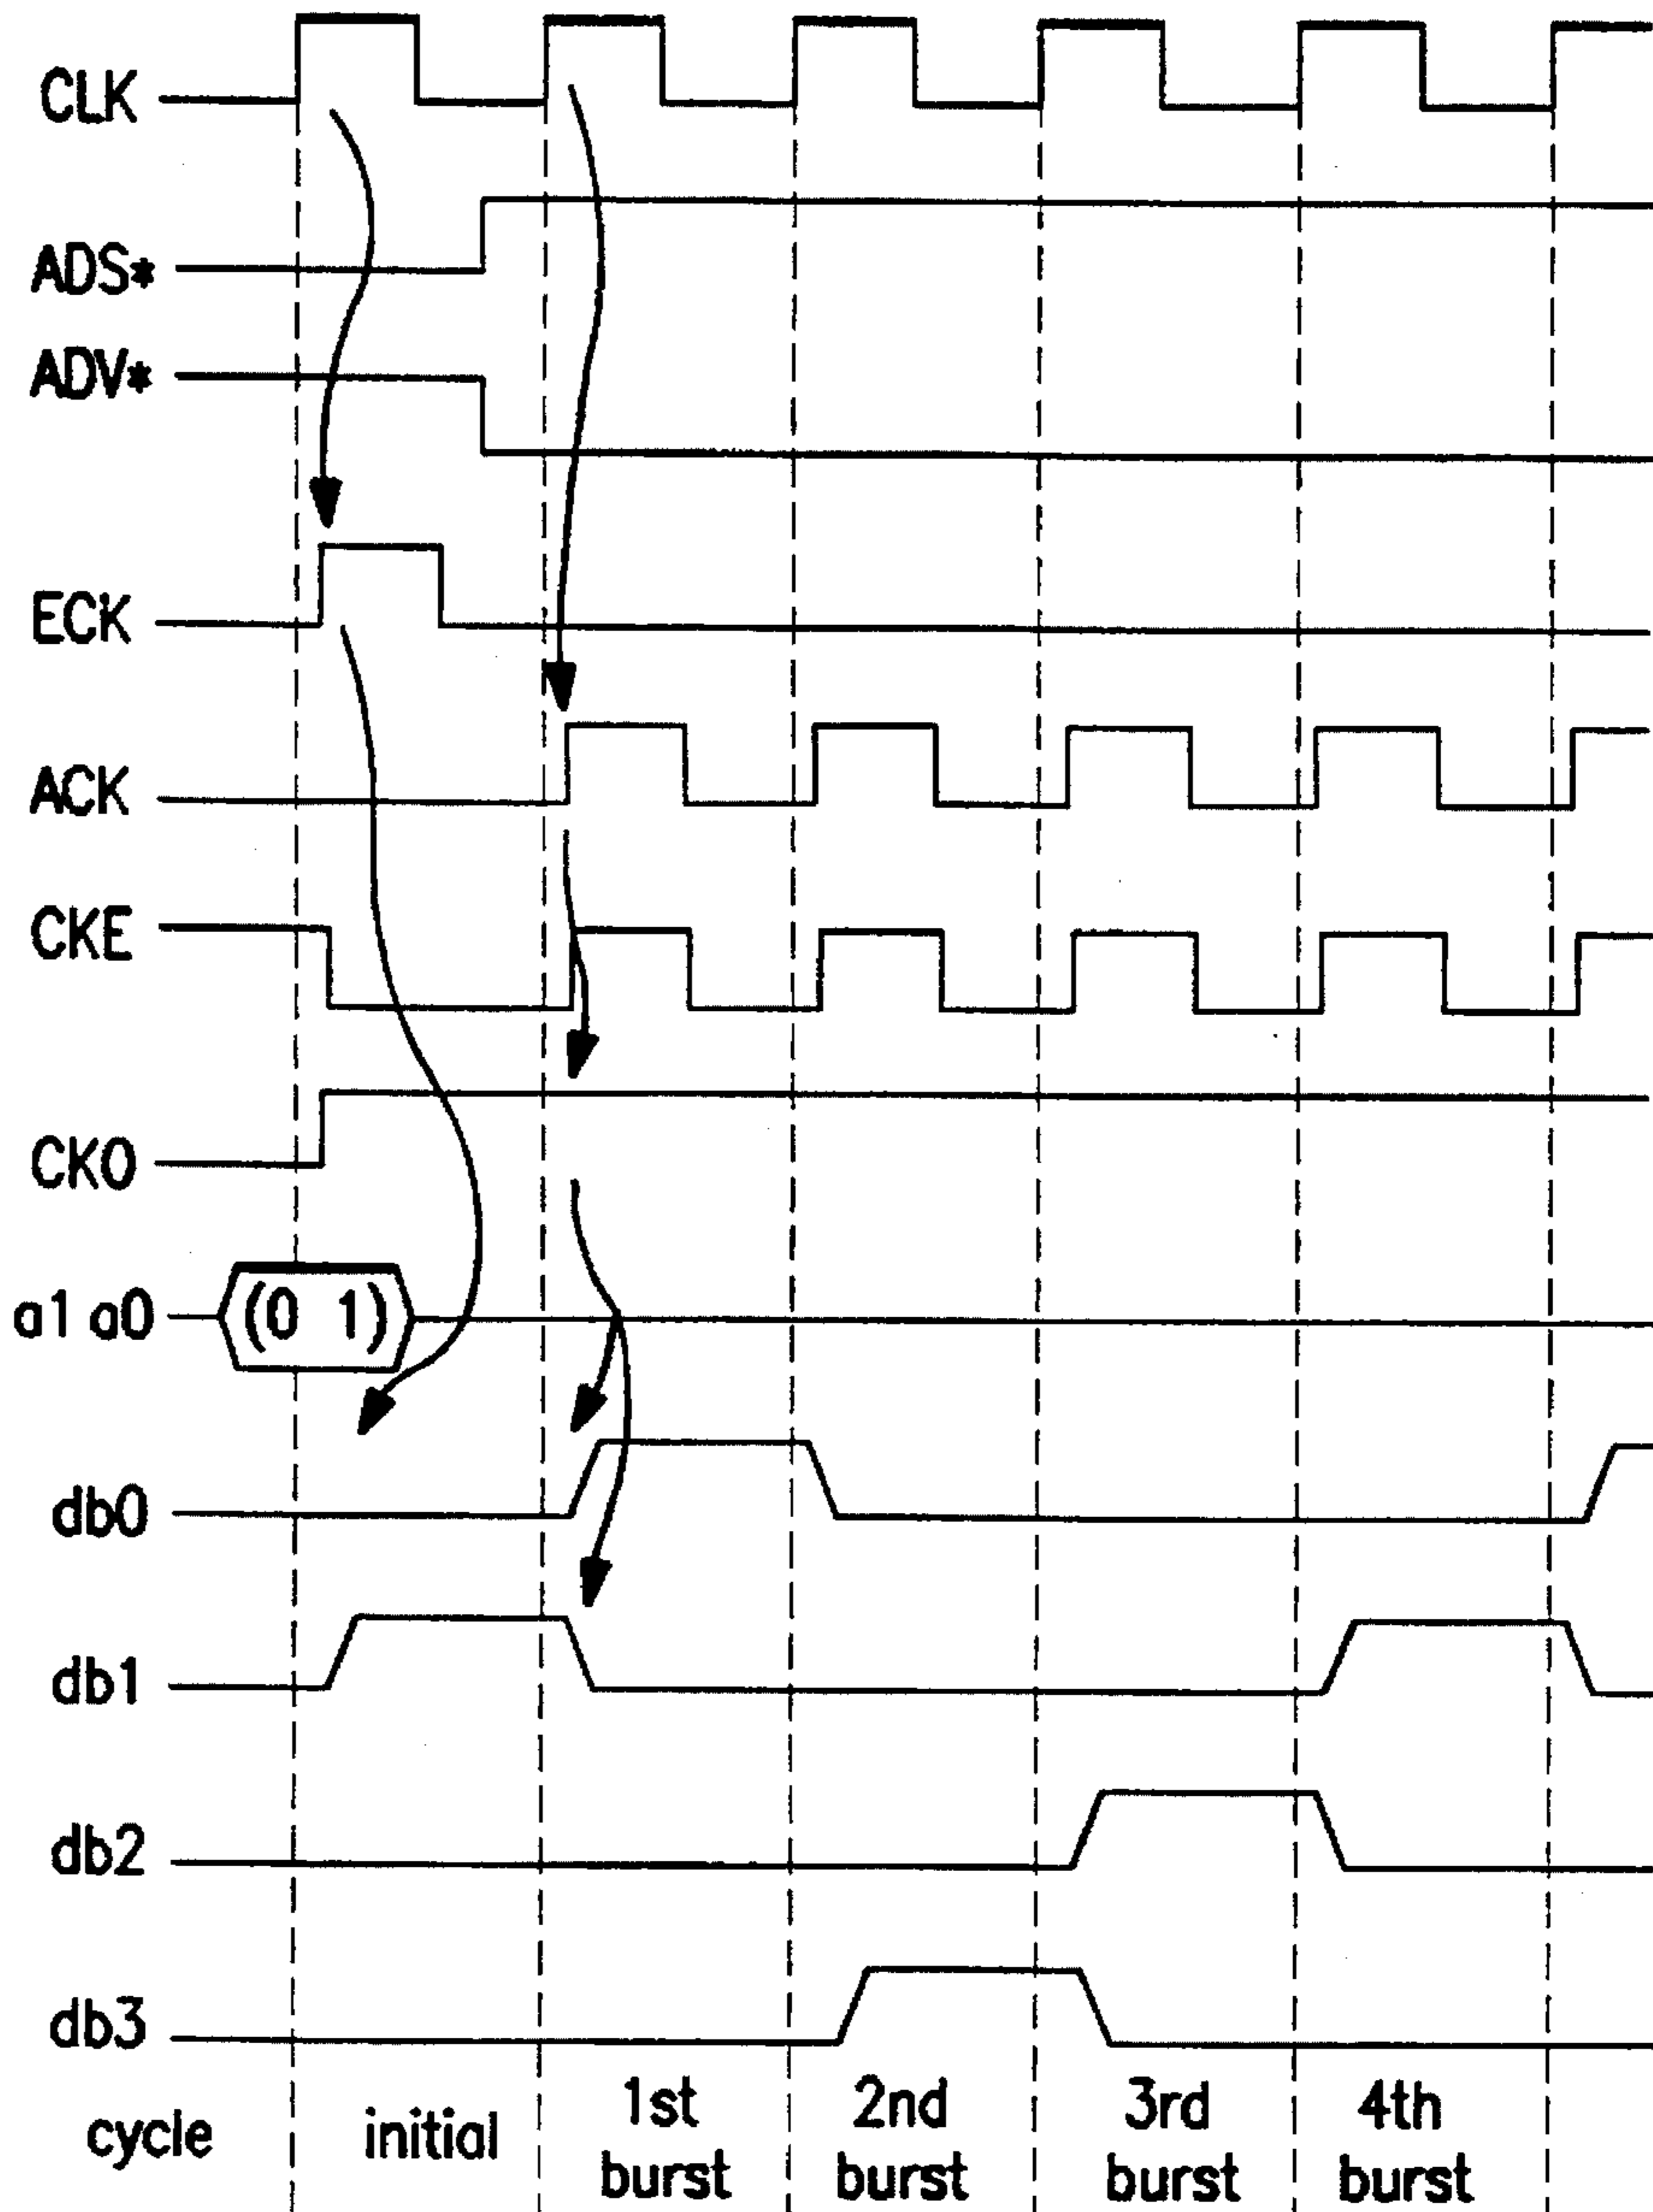 CLK
ADS*
ADV*
ECK
ACK
CKE
CKO
a1 a0 (0 1)
db0
db1
db2
db3
cycle initial 1st burst 2nd burst 3rd burst 4th burst